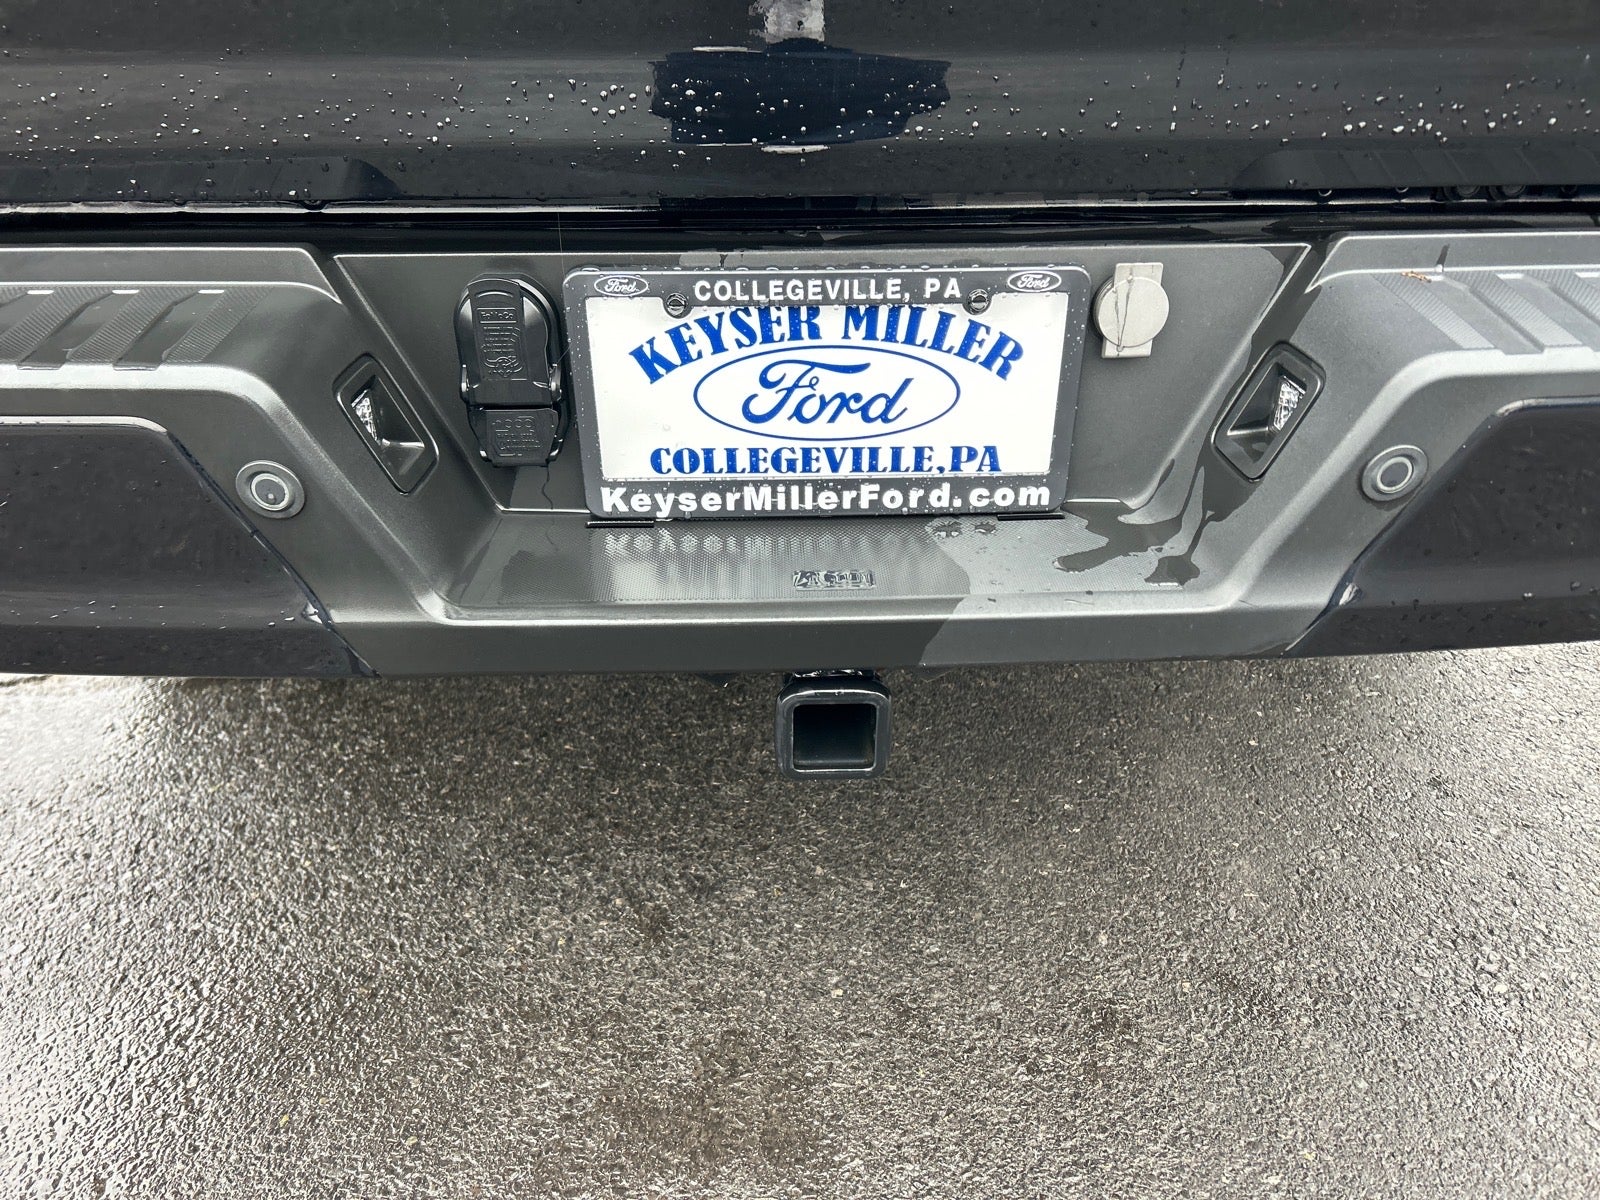 Ford COLLEGEVILLE, PA Ford
KEYSER MILLER
Ford
COLLEGEVILLE, PA
KeyserMillerFord.com